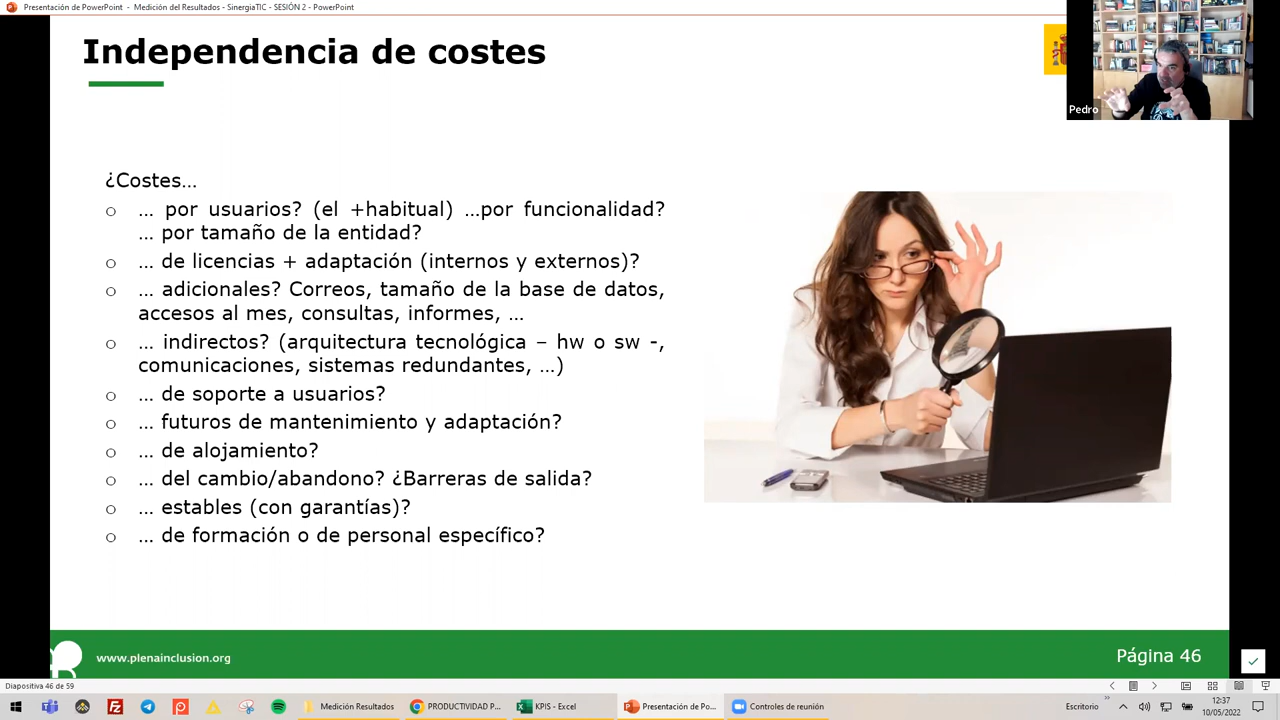 Presentación de PowerPoint - Medición del Resultados - SinergiaTIC - SESIÓN 2 - PowerPoint
Independencia de costes
Pedro
¿Costes…
o … por usuarios? (el +habitual) …por funcionalidad?
… por tamaño de la entidad?
o … de licencias + adaptación (internos y externos)?
o … adicionales? Correos, tamaño de la base de datos,
accesos al mes, consultas, informes, …
o … indirectos? (arquitectura tecnológica – hw o sw -,
comunicaciones, sistemas redundantes, …)
o … de soporte a usuarios?
o … futuros de mantenimiento y adaptación?
o … de alojamiento?
o … del cambio/abandono? ¿Barreras de salida?
o … estables (con garantías)?
o … de formación o de personal específico?
www.plenainclusion.org
Página 46
Diapositiva 46 de 59
Medición Resultados
PRODUCTIVIDAD P...
KPIS - Excel
Presentación de Po...
Controles de reunión
Escritorio
12:37
10/05/2022